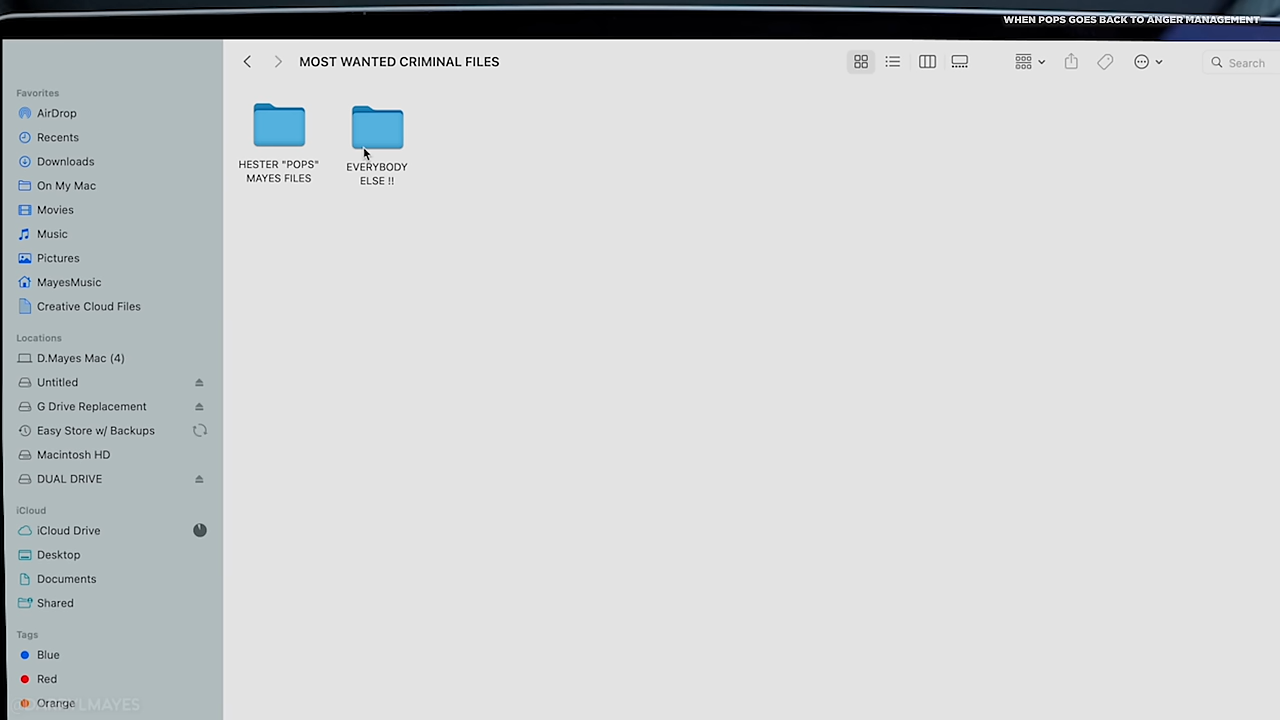 WHEN POPS GOES BACK TO ANGER MANAGEMENT
MOST WANTED CRIMINAL FILES
Search
Favorites
AirDrop
Recents
Downloads
On My Mac
Movies
Music
Pictures
MayesMusic
Creative Cloud Files
Locations
D.Mayes Mac (4)
Untitled
G Drive Replacement
Easy Store w/ Backups
Macintosh HD
DUAL DRIVE
iCloud
iCloud Drive
Desktop
Documents
Shared
Tags
Blue
Red
Orange
HESTER "POPS"
MAYES FILES
EVERYBODY
ELSE !!